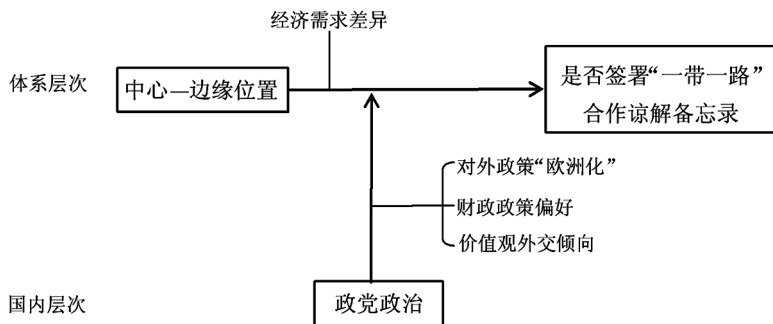 经济需求差异
体系层次
中心—边缘位置
是否签署“一带一路”
合作谅解备忘录
对外政策“欧洲化”
财政政策偏好
价值观外交倾向
国内层次
政党政治